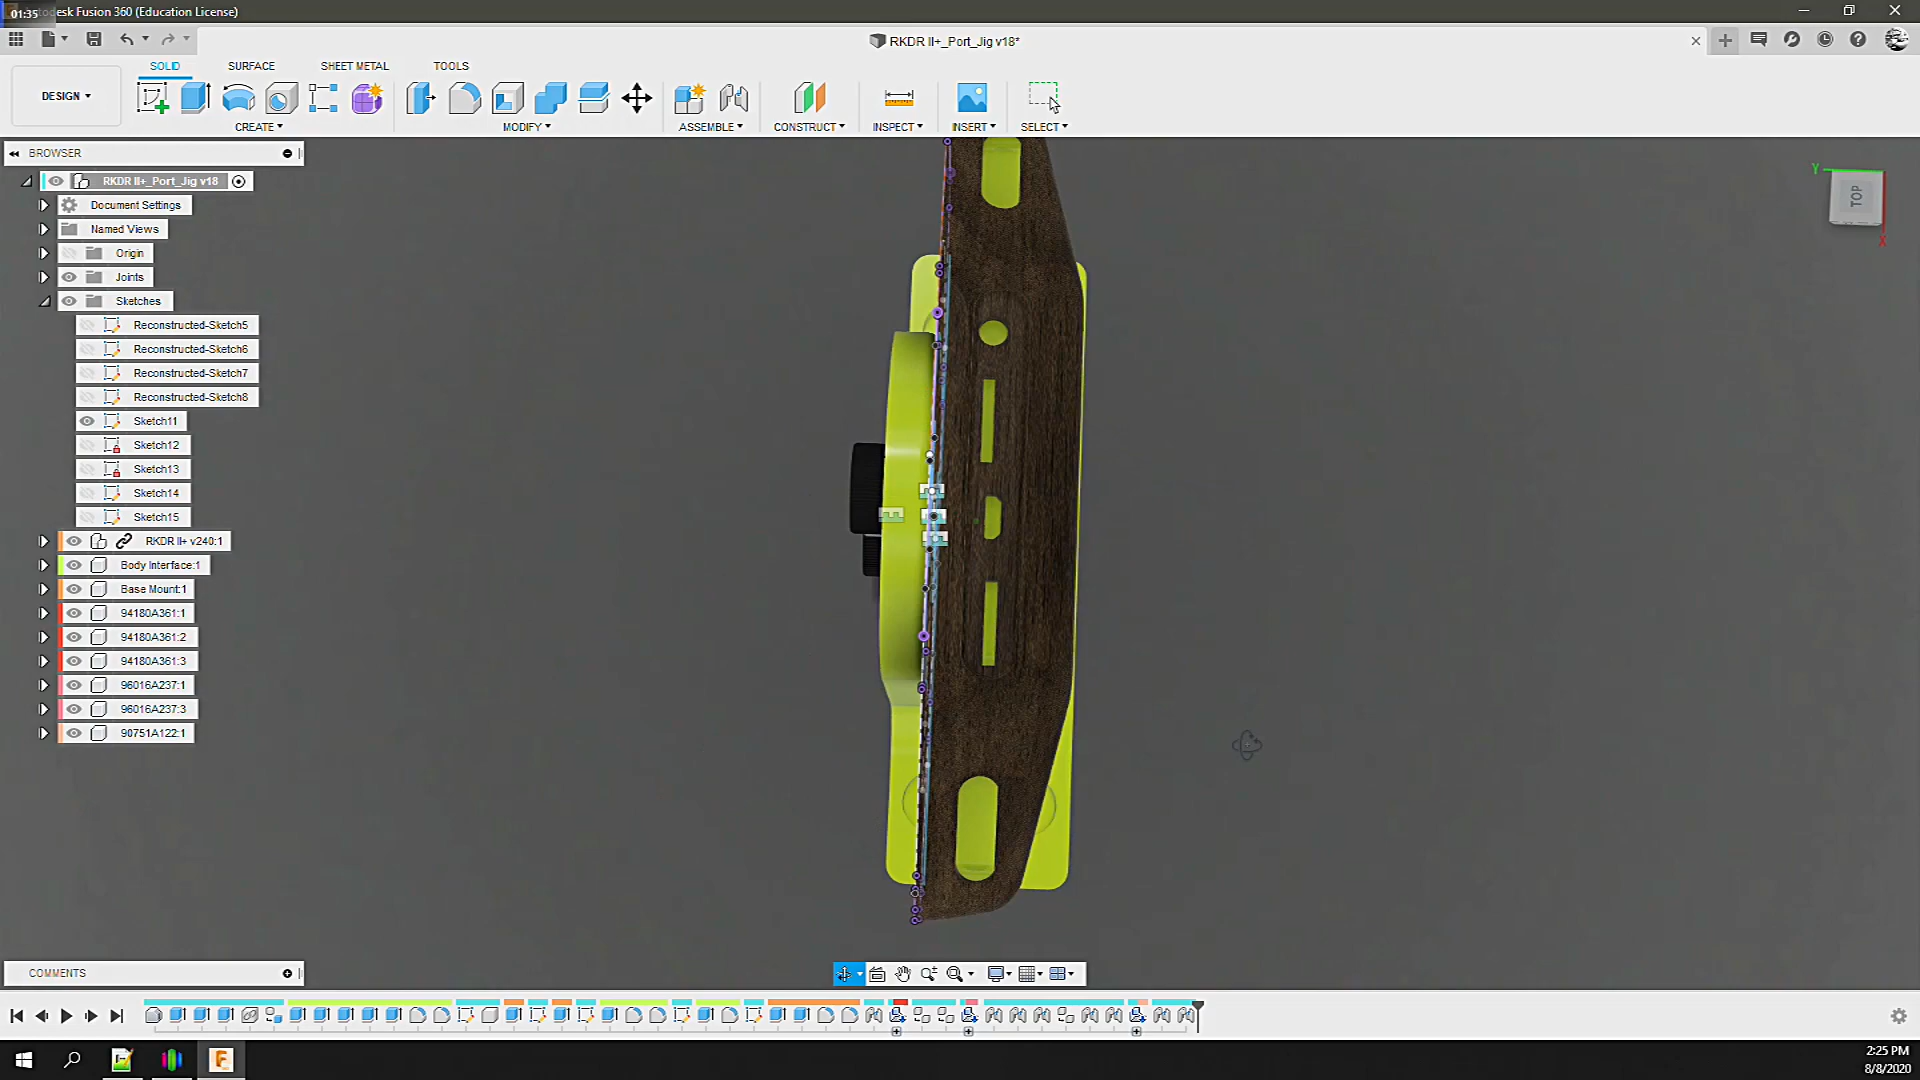 01:35
desk Fusion 360 (Education License)
RKDR II+_Port_Jig v18*
DESIGN
SOLID
SURFACE
SHEET METAL
TOOLS
CREATE
MODIFY
ASSEMBLE
CONSTRUCT
INSPECT
INSERT
SELECT
BROWSER
RKDR II+_Port_Jig v18
Document Settings
Named Views
Origin
Joints
Sketches
Reconstructed-Sketch5
Reconstructed-Sketch6
Reconstructed-Sketch7
Reconstructed-Sketch8
Sketch11
Sketch12
Sketch13
Sketch14
Sketch15
RKDR II+ v240:1
Body Interface:1
Base Mount:1
94180A361:1
94180A361:2
94180A361:3
96016A237:1
96016A237:3
90751A122:1
Y
TOP
X
COMMENTS
2:25 PM
8/8/2020